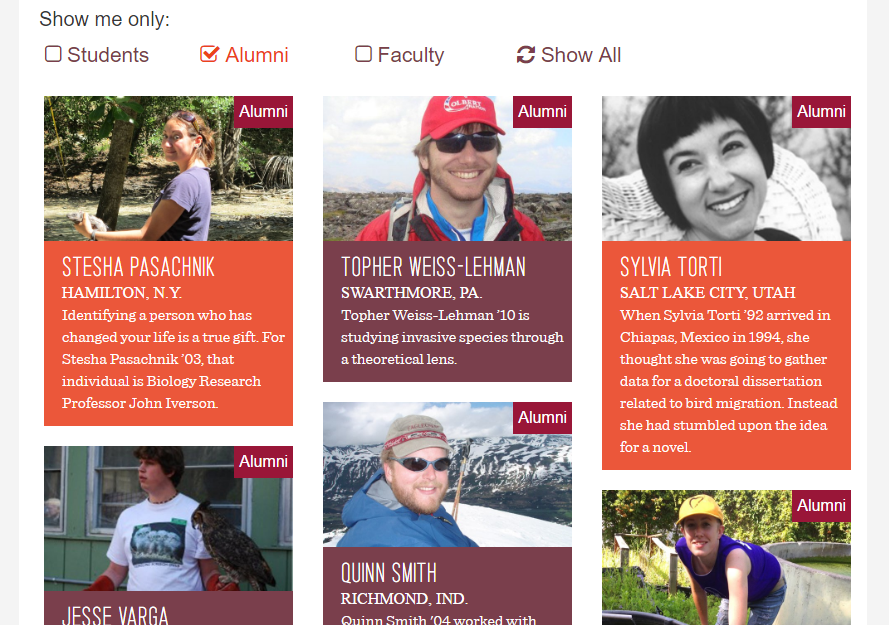 Show me only:
Students
Alumni
Faculty
Show All
Alumni
STESHA PASACHNIK
HAMILTON, N.Y.
Identifying a person who has
changed your life is a true gift. For
Stesha Pasachnik ’03, that
individual is Biology Research
Professor John Iverson.
Alumni
JESSE VARGA
Alumni
OLBERT
TOPHER WEISS-LEHMAN
SWARTHMORE, PA.
Topher Weiss-Lehman ’10 is
studying invasive species through
a theoretical lens.
Alumni
QUINN SMITH
RICHMOND, IND.
Quinn Smith ’04 worked with
Alumni
SYLVIA TORTI
SALT LAKE CITY, UTAH
When Sylvia Torti ’92 arrived in
Chiapas, Mexico in 1994, she
thought she was going to gather
data for a doctoral dissertation
related to bird migration. Instead
she had stumbled upon the idea
for a novel.
Alumni